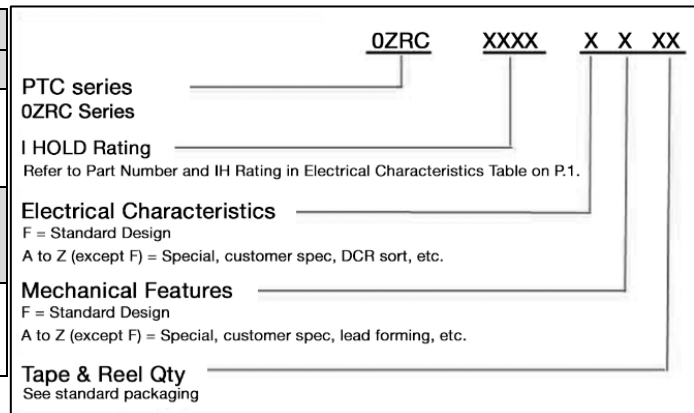 0ZRC XXXX X X XX
PTC series
0ZRC Series
I HOLD Rating
Refer to Part Number and IH Rating in Electrical Characteristics Table on P.1.
Electrical Characteristics
F = Standard Design
A to Z (except F) = Special, customer spec, DCR sort, etc.
Mechanical Features
F = Standard Design
A to Z (except F) = Special, customer spec, lead forming, etc.
Tape & Reel Qty
See standard packaging